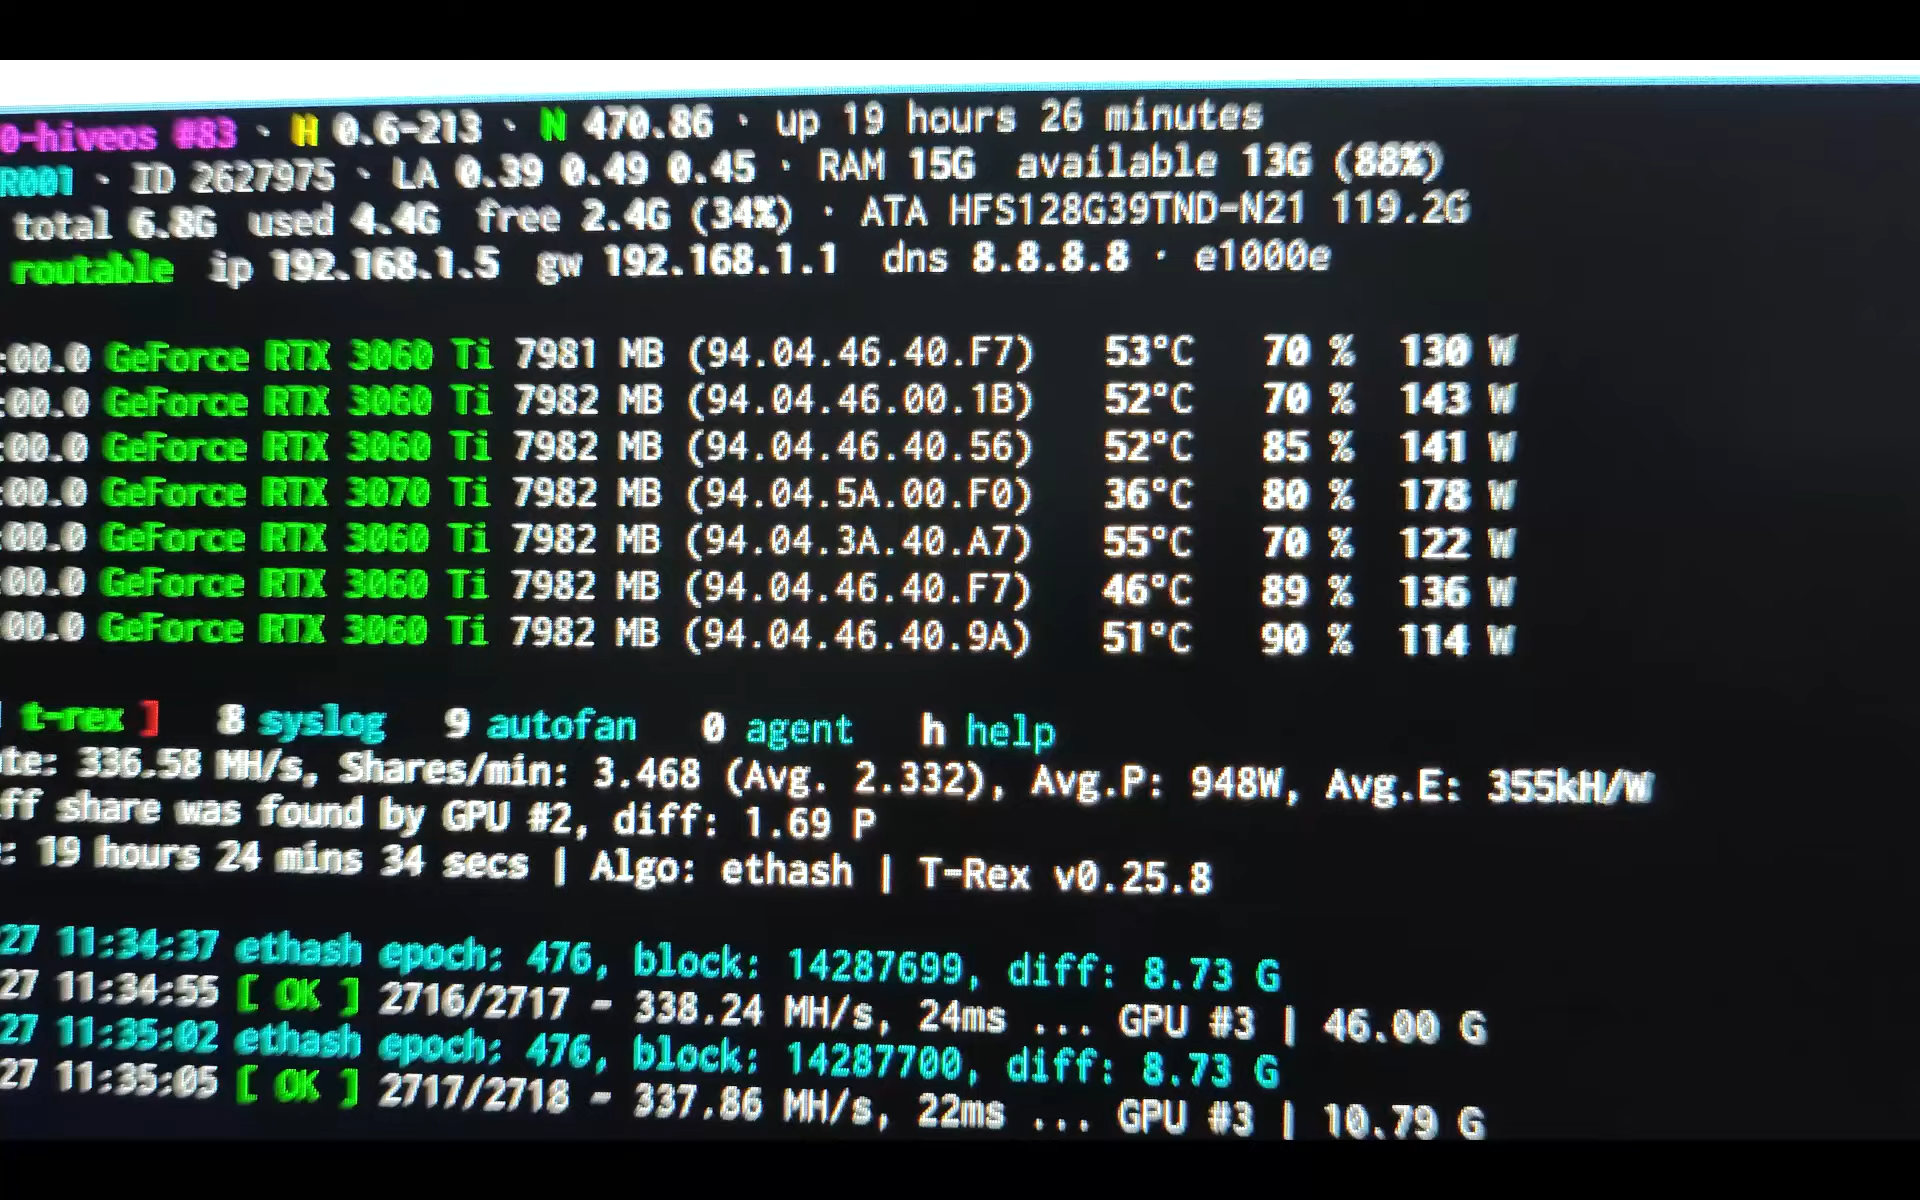 0-hiveos #83 · H 0.6-213 · N 470.86 · up 19 hours 26 minutes
R001 · ID 2627975 · LA 0.39 0.49 0.45 · RAM 15G available 13G (88%)
total 6.8G used 4.4G free 2.4G (34%) · ATA HFS128G39TND-N21 119.2G
routable ip 192.168.1.5 gw 192.168.1.1 dns 8.8.8.8 · e1000e
:00.0 GeForce RTX 3060 Ti 7981 MB (94.04.46.40.F7) 53°C 70 % 130 W
:00.0 GeForce RTX 3060 Ti 7982 MB (94.04.46.00.1B) 52°C 70 % 143 W
:00.0 GeForce RTX 3060 Ti 7982 MB (94.04.46.40.56) 52°C 85 % 141 W
:00.0 GeForce RTX 3070 Ti 7982 MB (94.04.5A.00.F0) 36°C 80 % 178 W
:00.0 GeForce RTX 3060 Ti 7982 MB (94.04.3A.40.A7) 55°C 70 % 122 W
:00.0 GeForce RTX 3060 Ti 7982 MB (94.04.46.40.F7) 46°C 89 % 136 W
00.0 GeForce RTX 3060 Ti 7982 MB (94.04.46.40.9A) 51°C 90 % 114 W
t-rex ] 8 syslog 9 autofan 0 agent h help
te: 336.58 MH/s, Shares/min: 3.468 (Avg. 2.332), Avg.P: 948W, Avg.E: 355kH/W
ff share was found by GPU #2, diff: 1.69 P
: 19 hours 24 mins 34 secs | Algo: ethash | T-Rex v0.25.8
27 11:34:37 ethash epoch: 476, block: 14287699, diff: 8.73 G
27 11:34:55 [ OK ] 2716/2717 - 338.24 MH/s, 24ms ... GPU #3 | 46.00 G
27 11:35:02 ethash epoch: 476, block: 14287700, diff: 8.73 G
27 11:35:05 [ OK ] 2717/2718 - 337.86 MH/s, 22ms ... GPU #3 | 10.79 G